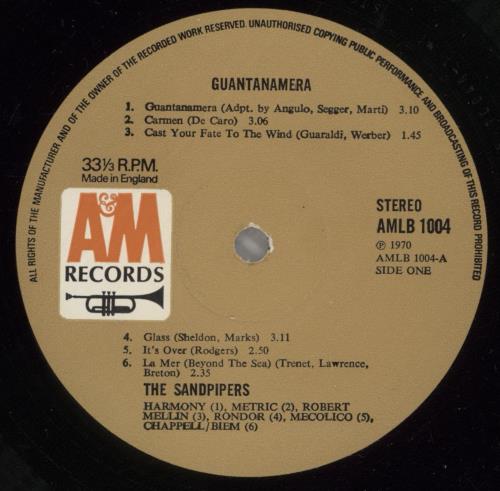 ALL RIGHTS OF THE MANUFACTURER AND OF THE OWNER OF THE RECORDED WORK RESERVED. UNAUTHORISED COPYING PUBLIC PERFORMANCE AND BROADCASTING OF THIS RECORD PROHIBITED
GUANTANAMERA
1. Guantanamera (Adpt. by Angulo, Segger, Marti) 3.10
2. Carmen (De Caro) 3.06
3. Cast Your Fate To The Wind (Guaraldi, Werber) 1.45
33⅓ R.P.M.
Made in England
A&M
RECORDS
STEREO
AMLB 1004
℗ 1970
AMLB 1004-A
SIDE ONE
4. Glass (Sheldon, Marks) 3.11
5. It's Over (Rodgers) 2.50
6. La Mer (Beyond The Sea) (Trenet, Lawrence,
Breton) 2.35
THE SANDPIPERS
HARMONY (1), METRIC (2), ROBERT
MELLIN (3), RONDOR (4), MECOLICO (5),
CHAPPELL/BIEM (6)